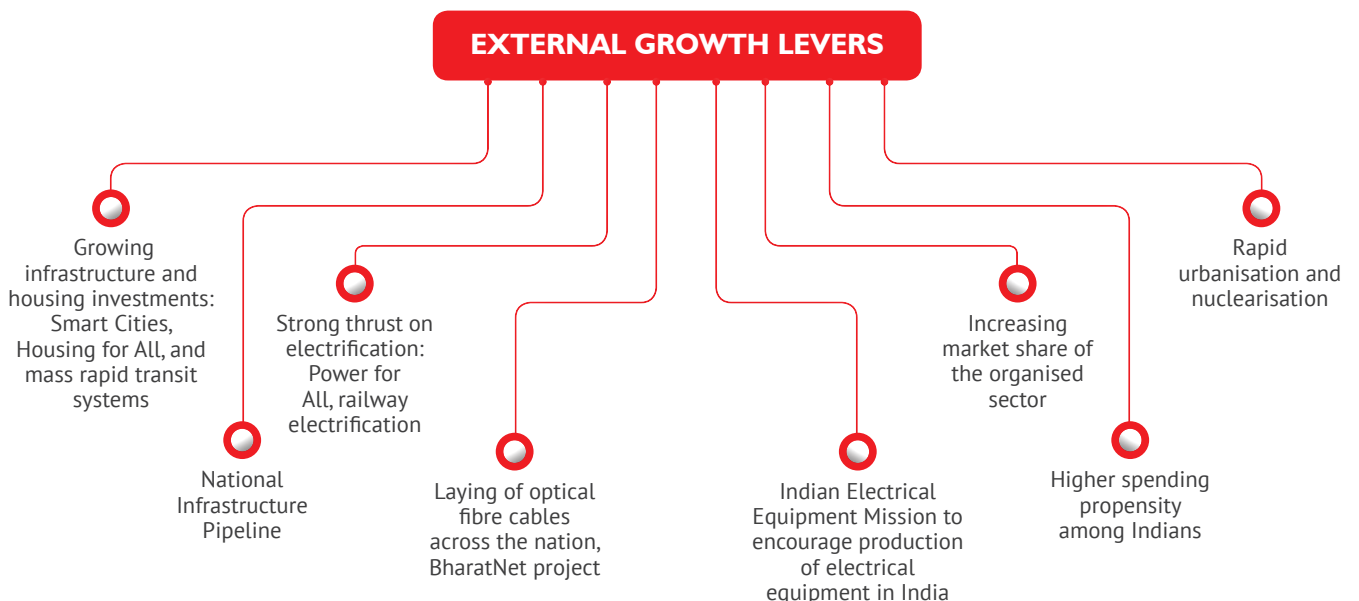 EXTERNAL GROWTH LEVERS
Growing
infrastructure and
housing investments:
Smart Cities,
Housing for All, and
mass rapid transit
systems
National
Infrastructure
Pipeline
Strong thrust on
electrification:
Power for
All, railway
electrification
Laying of optical
fibre cables
across the nation,
BharatNet project
Indian Electrical
Equipment Mission to
encourage production
of electrical
equipment in India
Increasing
market share of
the organised
sector
Higher spending
propensity
among Indians
Rapid
urbanisation and
nuclearisation